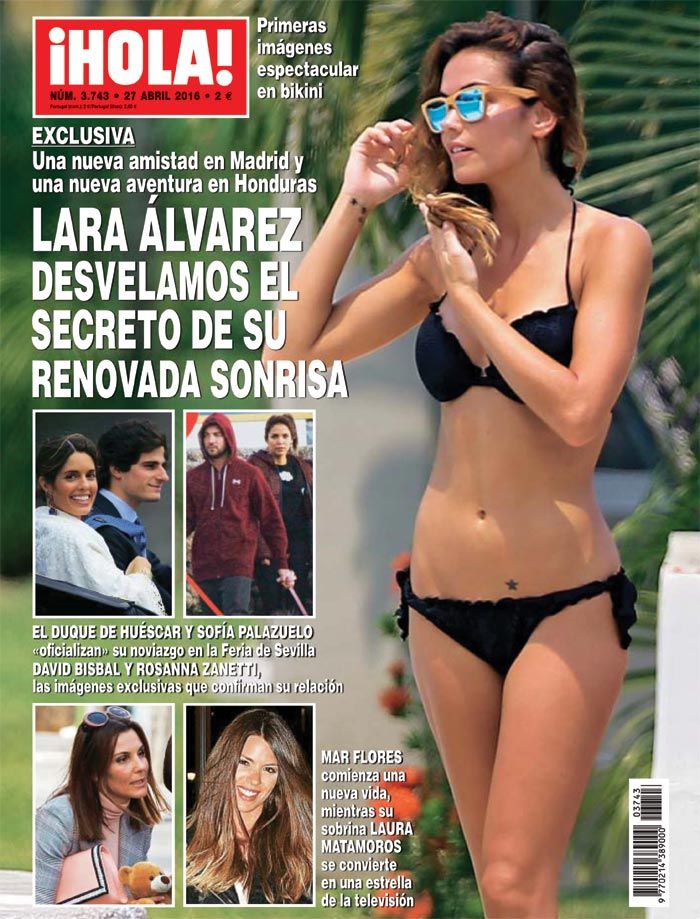 ¡HOLA!
NÚM. 3.743 • 27 ABRIL 2016 • 2 €
Primeras
imágenes
espectacular
en bikini
EXCLUSIVA
Una nueva amistad en Madrid y
una nueva aventura en Honduras
LARA ÁLVAREZ
DESVELAMOS EL
SECRETO DE SU
RENOVADA SONRISA
EL DUQUE DE HUÉSCAR Y SOFÍA PALAZUELO
«oficializan» su noviazgo en la Feria de Sevilla
DAVID BISBAL Y ROSANNA ZANETTI,
las imágenes exclusivas que confirman su relación
MAR FLORES
comienza una
nueva vida,
mientras su
sobrina LAURA
MATAMOROS
se convierte
en una estrella
de la televisión
03743
9 770214 389000